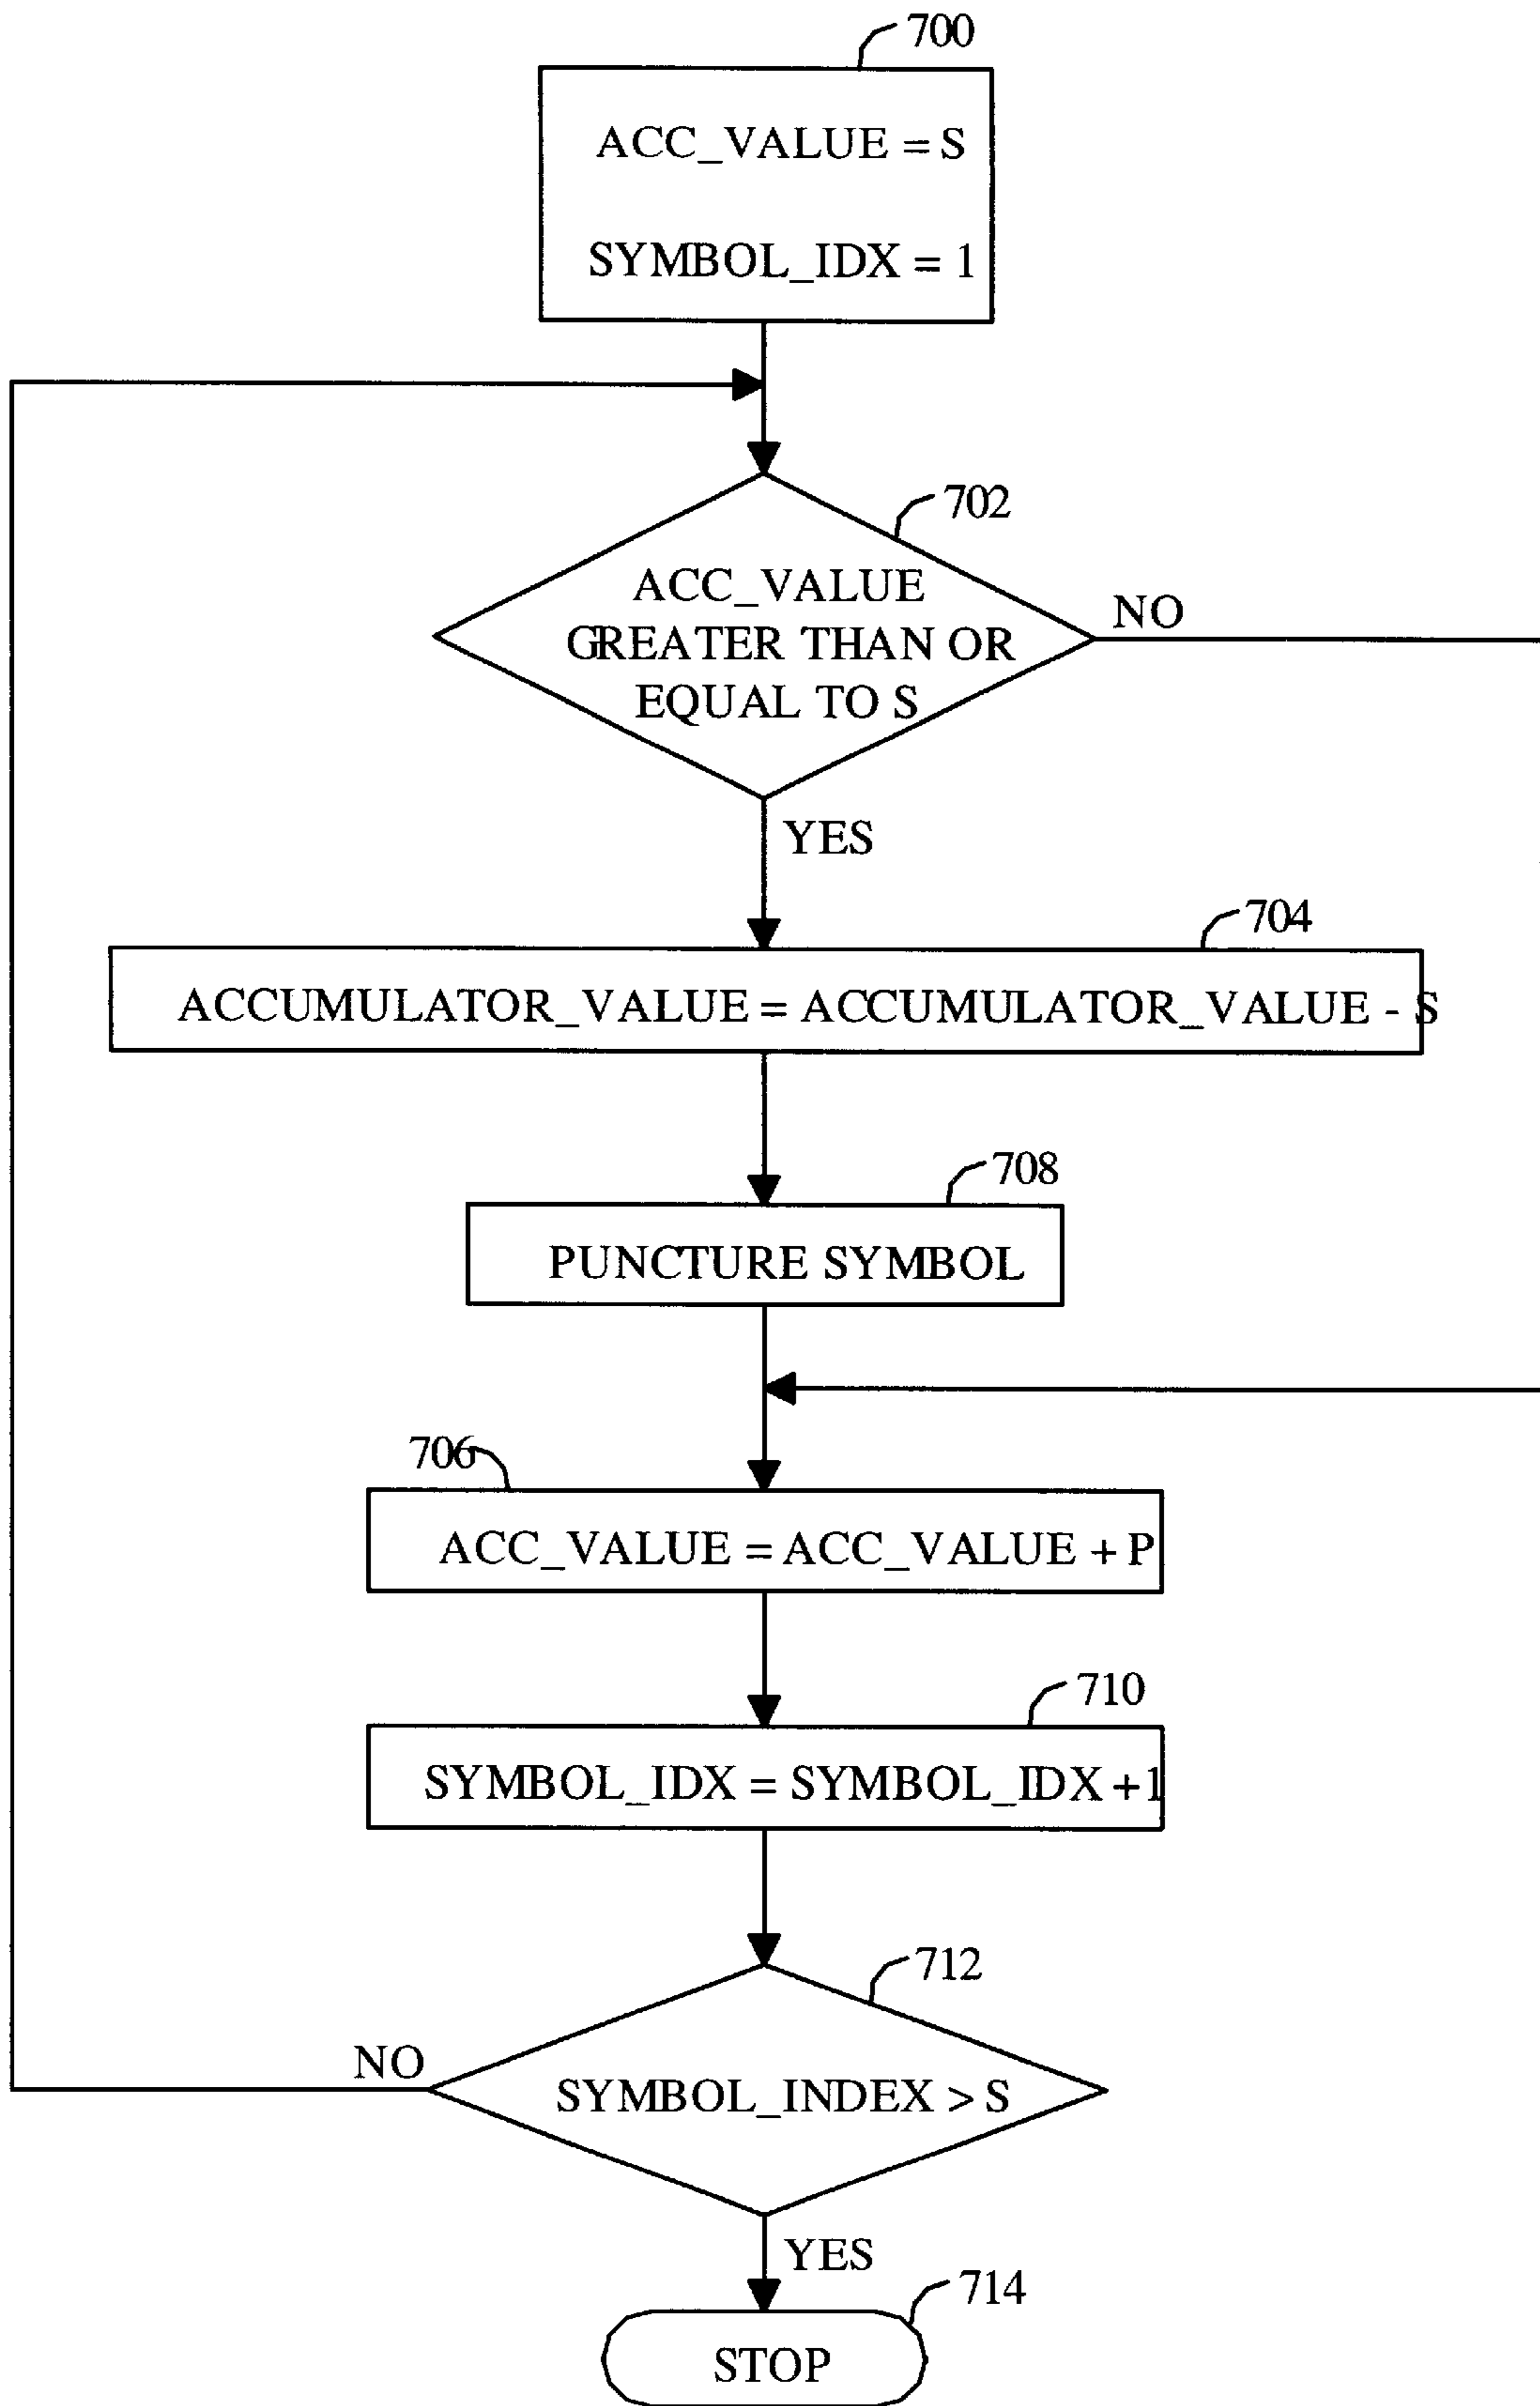 700
ACC_VALUE = S
SYMBOL_IDX = 1
702
ACC_VALUE
GREATER THAN OR
EQUAL TO S
NO
YES
704
ACCUMULATOR_VALUE = ACCUMULATOR_VALUE - S
708
PUNCTURE SYMBOL
706
ACC_VALUE = ACC_VALUE + P
710
SYMBOL_IDX = SYMBOL_IDX +1
712
NO
SYMBOL_INDEX > S
YES
714
STOP